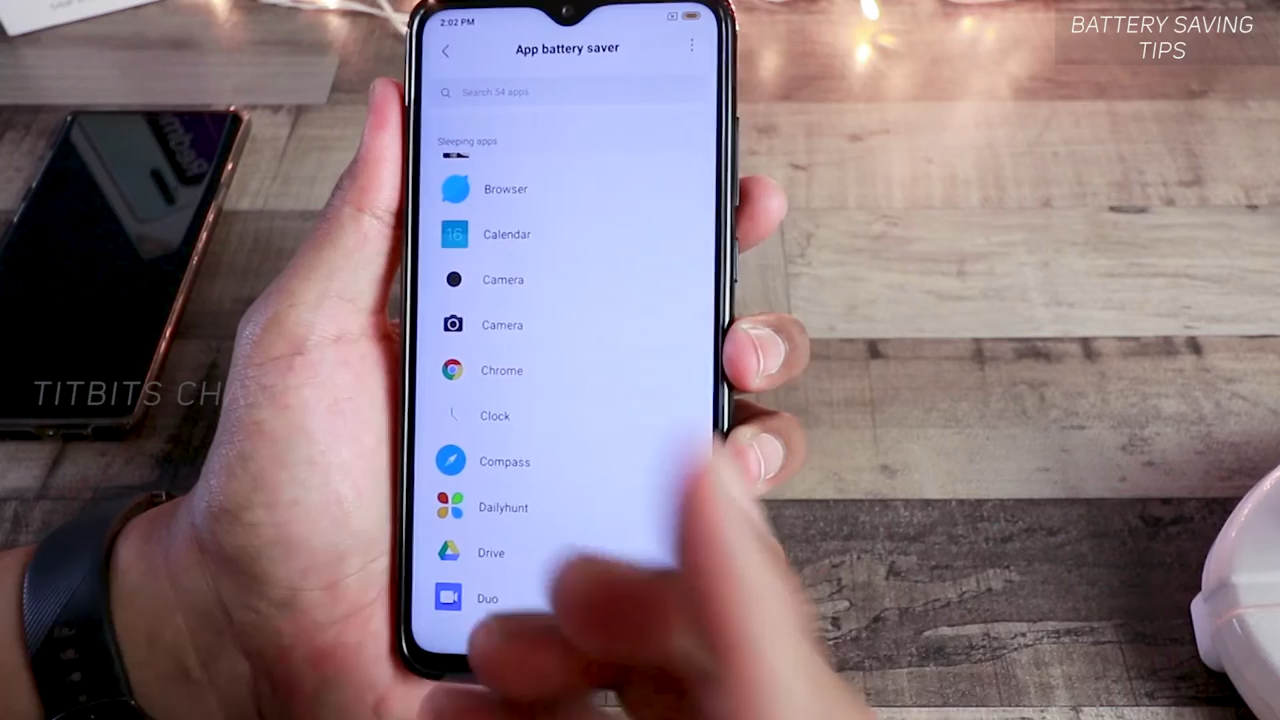 BATTERY SAVING
TIPS
2:02 PM
App battery saver
Search 54 apps
Sleeping apps
Browser
16 Calendar
Camera
Camera
Chrome
Clock
Compass
Dailyhunt
Drive
Duo
TITBITS